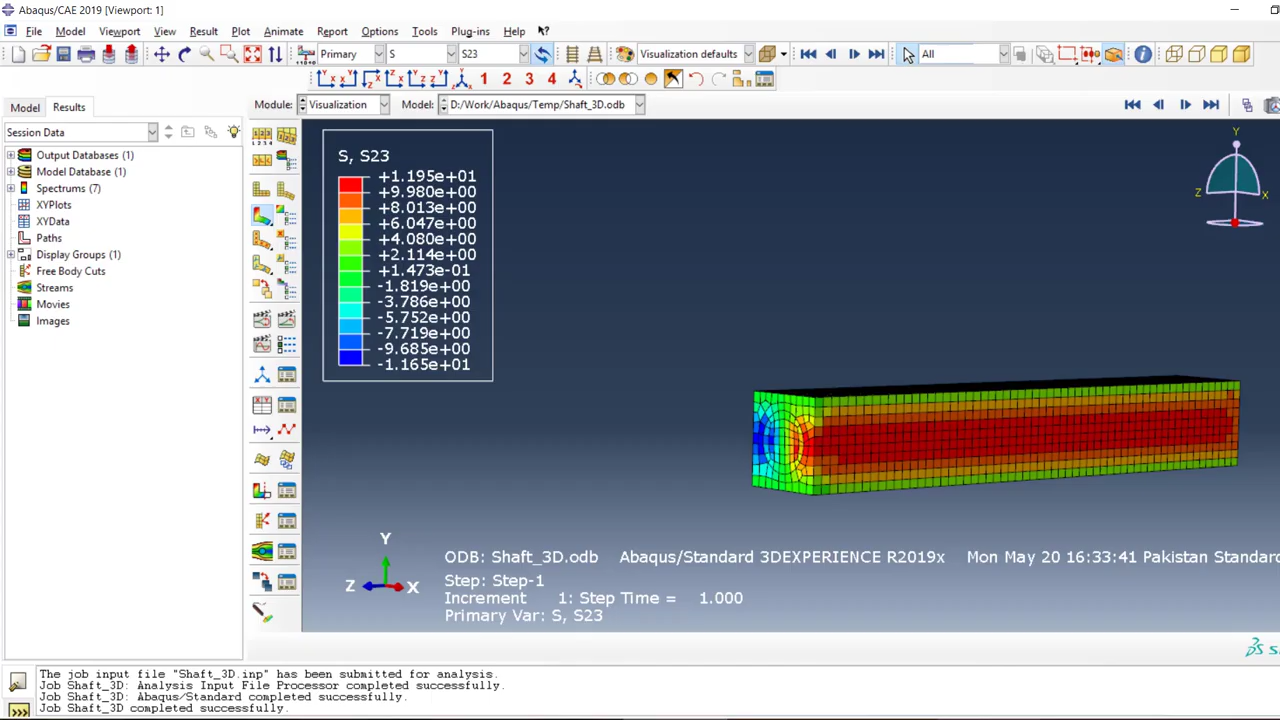 Abaqus/CAE 2019 [Viewport: 1]
File Model Viewport View Result Plot Animate Report Options Tools Plug-ins Help
Primary S S23 Visualization defaults All
1 2 3 4
Model Results Module: Visualization Model: D:/Work/Abaqus/Temp/Shaft_3D.odb
Session Data
Output Databases (1)
Model Database (1)
Spectrums (7)
XYPlots
XYData
Paths
Display Groups (1)
Free Body Cuts
Streams
Movies
Images
S, S23
+1.195e+01
+9.980e+00
+8.013e+00
+6.047e+00
+4.080e+00
+2.114e+00
+1.473e-01
-1.819e+00
-3.786e+00
-5.752e+00
-7.719e+00
-9.685e+00
-1.165e+01
Y
Z X
Y
Z X
ODB: Shaft_3D.odb Abaqus/Standard 3DEXPERIENCE R2019x Mon May 20 16:33:41 Pakistan Standard
Step: Step-1
Increment 1: Step Time = 1.000
Primary Var: S, S23
The job input file "Shaft_3D.inp" has been submitted for analysis.
Job Shaft_3D: Analysis Input File Processor completed successfully.
Job Shaft_3D: Abaqus/Standard completed successfully.
Job Shaft_3D completed successfully.